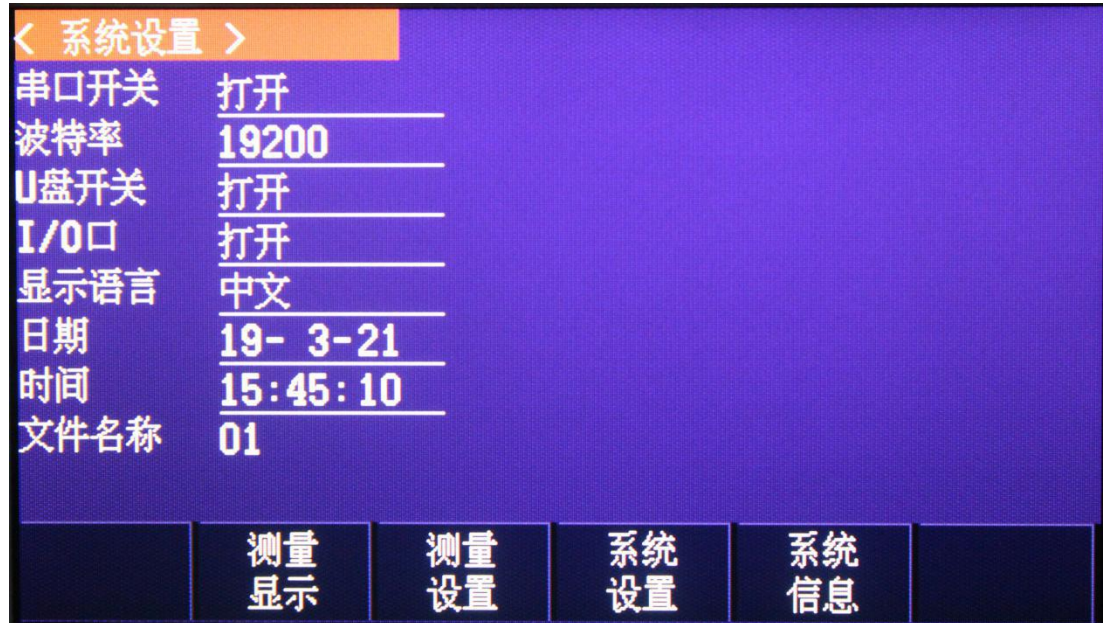 < 系统设置 >
串口开关 打开
波特率 19200
U盘开关 打开
I/O口 打开
显示语言 中文
日期 19- 3-21
时间 15:45:10
文件名称 01
测量显示 测量设置 系统设置 系统信息